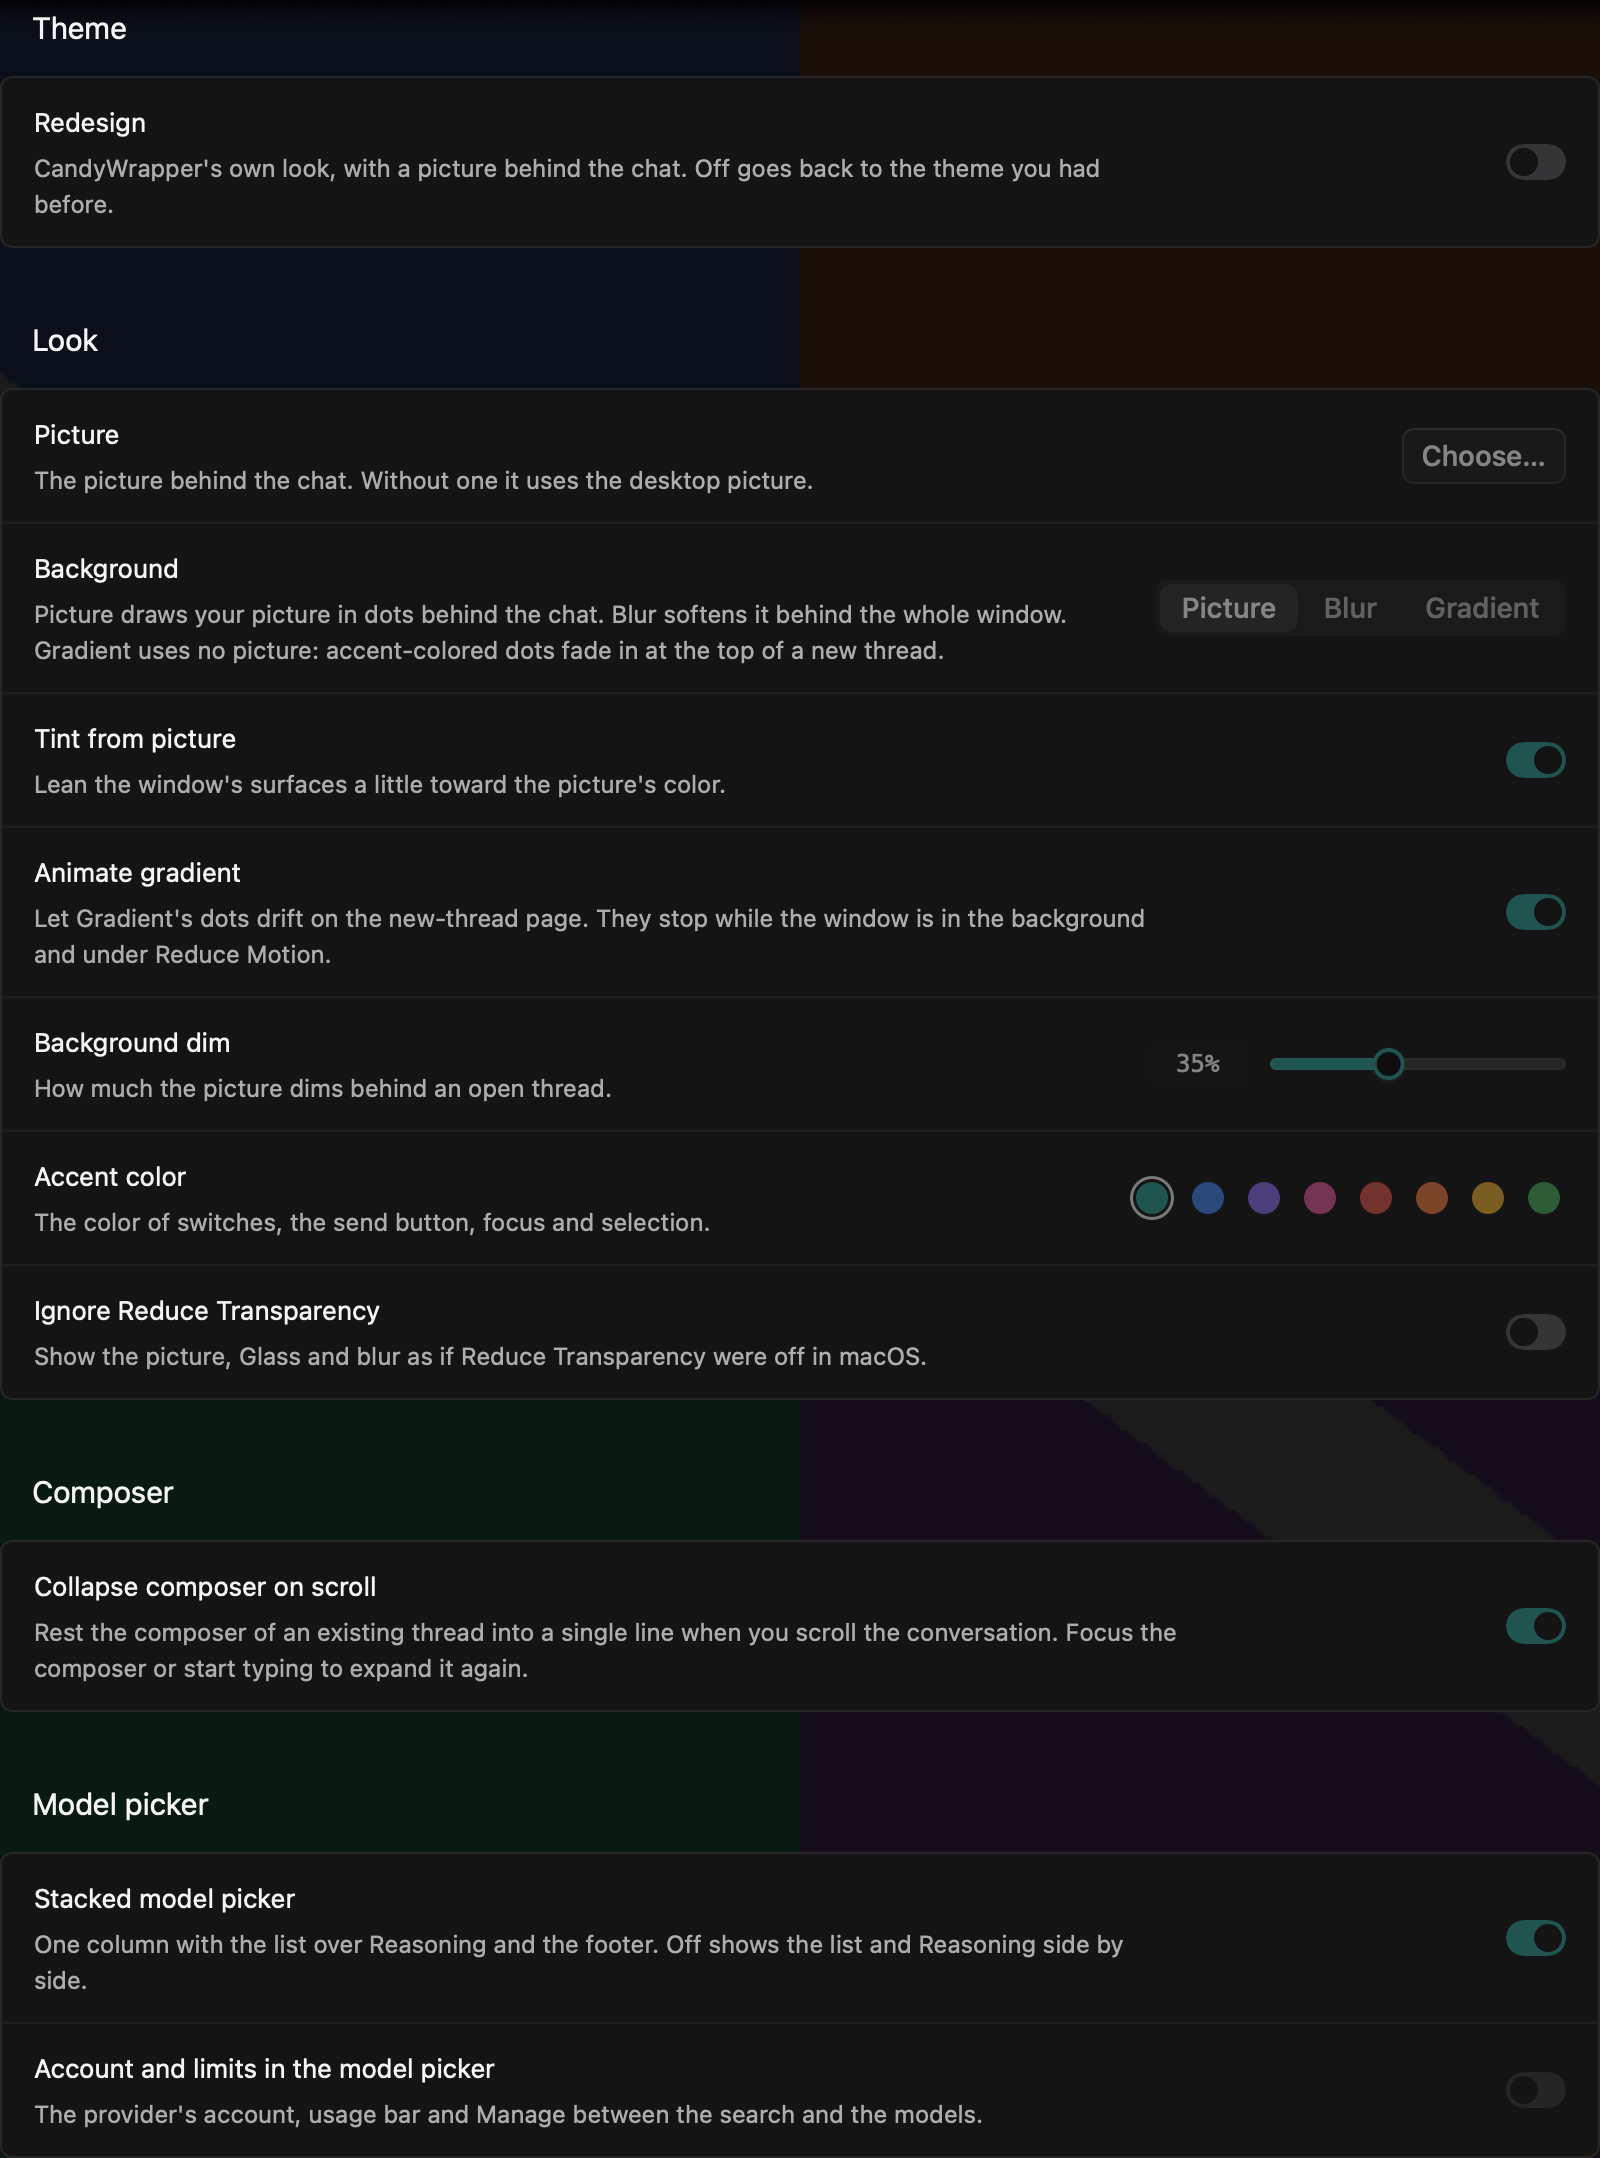 Theme
Redesign
CandyWrapper's own look, with a picture behind the chat. Off goes back to the theme you had
before.
Look
Picture
The picture behind the chat. Without one it uses the desktop picture.
Choose...
Background
Picture draws your picture in dots behind the chat. Blur softens it behind the whole window.
Gradient uses no picture: accent-colored dots fade in at the top of a new thread.
Picture Blur Gradient
Tint from picture
Lean the window's surfaces a little toward the picture's color.
Animate gradient
Let Gradient's dots drift on the new-thread page. They stop while the window is in the background
and under Reduce Motion.
Background dim
How much the picture dims behind an open thread.
35%
Accent color
The color of switches, the send button, focus and selection.
Ignore Reduce Transparency
Show the picture, Glass and blur as if Reduce Transparency were off in macOS.
Composer
Collapse composer on scroll
Rest the composer of an existing thread into a single line when you scroll the conversation. Focus the
composer or start typing to expand it again.
Model picker
Stacked model picker
One column with the list over Reasoning and the footer. Off shows the list and Reasoning side by
side.
Account and limits in the model picker
The provider's account, usage bar and Manage between the search and the models.